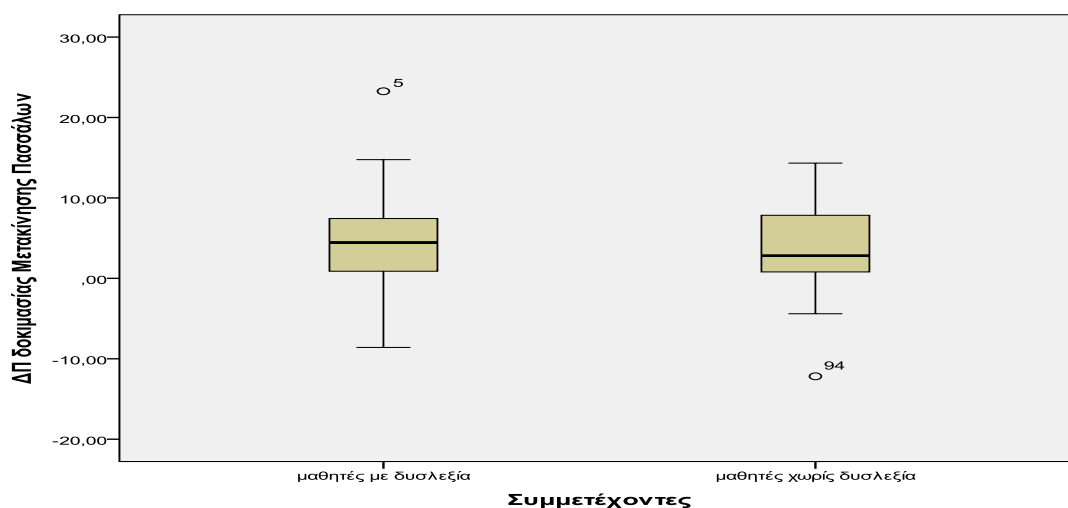 ΔΠ δοκιμασίας Μετακίνησης Πασσάλων
30,00
20,00
10,00
,00
-10,00
-20,00
5
94
μαθητές με δυσλεξία
μαθητές χωρίς δυσλεξία
Συμμετέχοντες